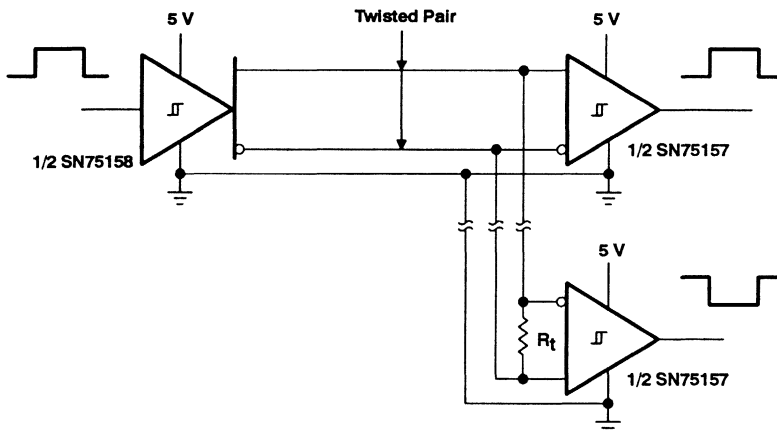 Twisted Pair
5 V
5 V
1/2 SN75158
1/2 SN75157
5 V
Rt
1/2 SN75157